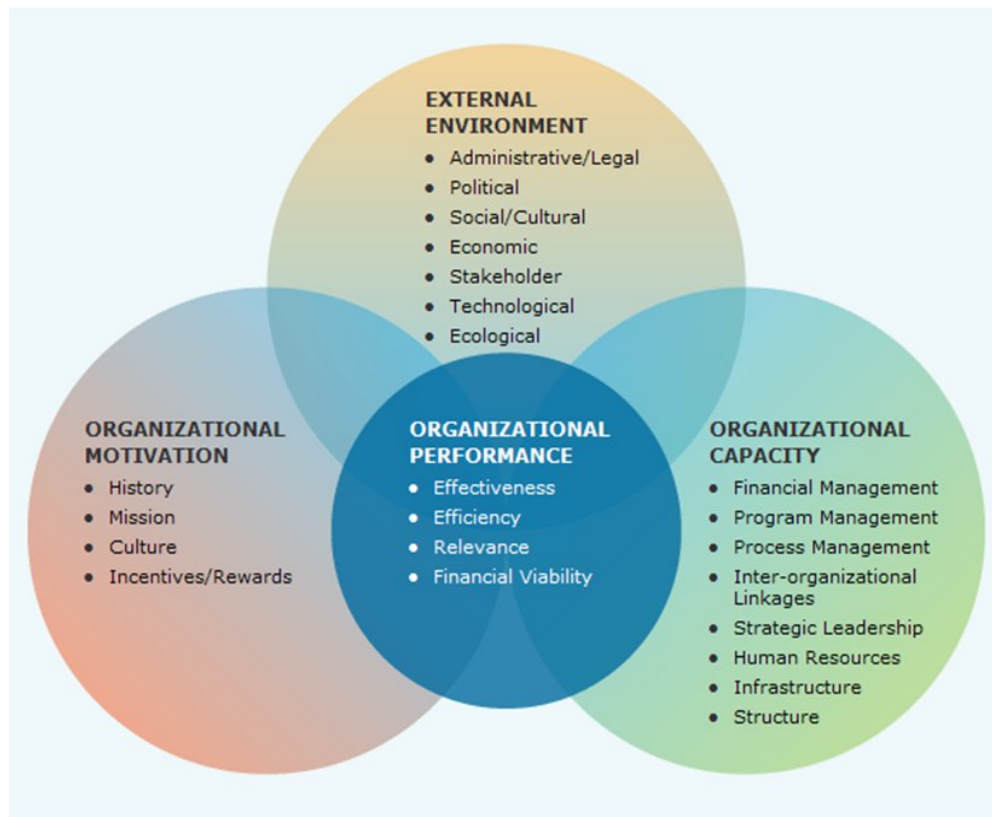 EXTERNAL
ENVIRONMENT
• Administrative/Legal
• Political
• Social/Cultural
• Economic
• Stakeholder
• Technological
• Ecological
ORGANIZATIONAL
MOTIVATION
• History
• Mission
• Culture
• Incentives/Rewards
ORGANIZATIONAL
PERFORMANCE
• Effectiveness
• Efficiency
• Relevance
• Financial Viability
ORGANIZATIONAL
CAPACITY
• Financial Management
• Program Management
• Process Management
• Inter-organizational
Linkages
• Strategic Leadership
• Human Resources
• Infrastructure
• Structure